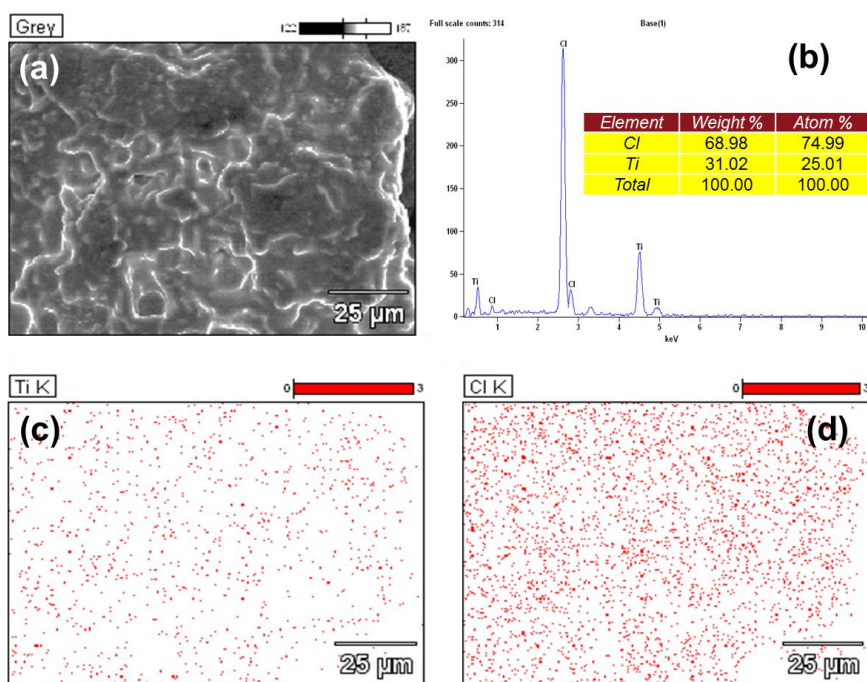 Grey
122 187
(a)
25 µm
Full scale counts: 314 Base(1)
(b)
Cl
Cl
Cl
Ti
Ti
Ti
300
250
200
150
100
50
0
1 2 3 4 5 6 7 8 9 10
keV
Element Weight % Atom %
Cl 68.98 74.99
Ti 31.02 25.01
Total 100.00 100.00
Ti K
0 3
(c)
25 µm
Cl K
0 3
(d)
25 µm